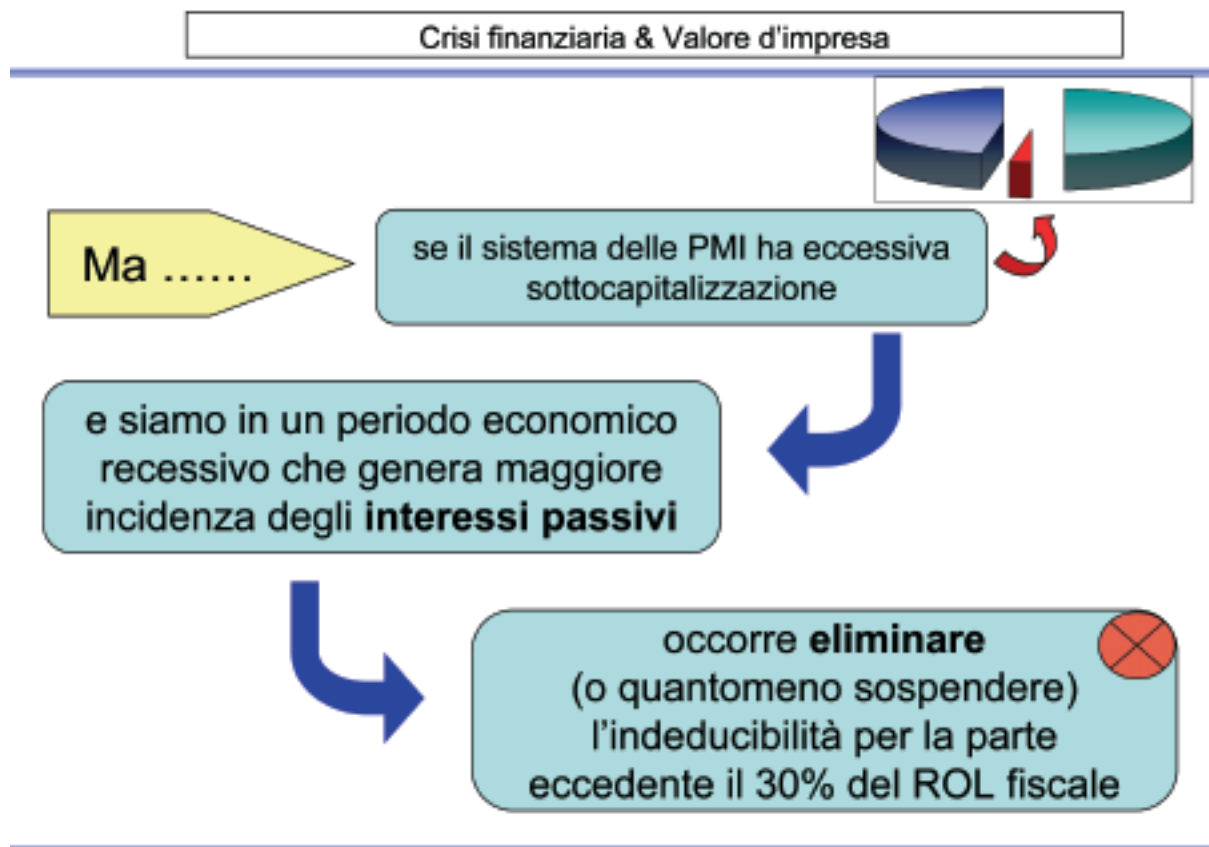 Crisi finanziaria & Valore d'impresa
Ma ......
se il sistema delle PMI ha eccessiva
sottocapitalizzazione
e siamo in un periodo economico
recessivo che genera maggiore
incidenza degli interessi passivi
occorre eliminare
(o quantomeno sospendere)
l'indeducibilità per la parte
eccedente il 30% del ROL fiscale